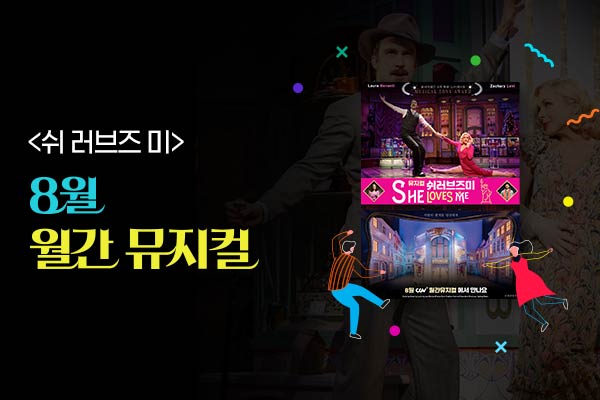 <쉬 러브즈 미>
8월
월간 뮤지컬
Laura Benanti
Zachary Levi
뮤지컬
쉬러브즈미
SHE LOVES ME
8월 CGV 월간뮤지컬에서 만나요